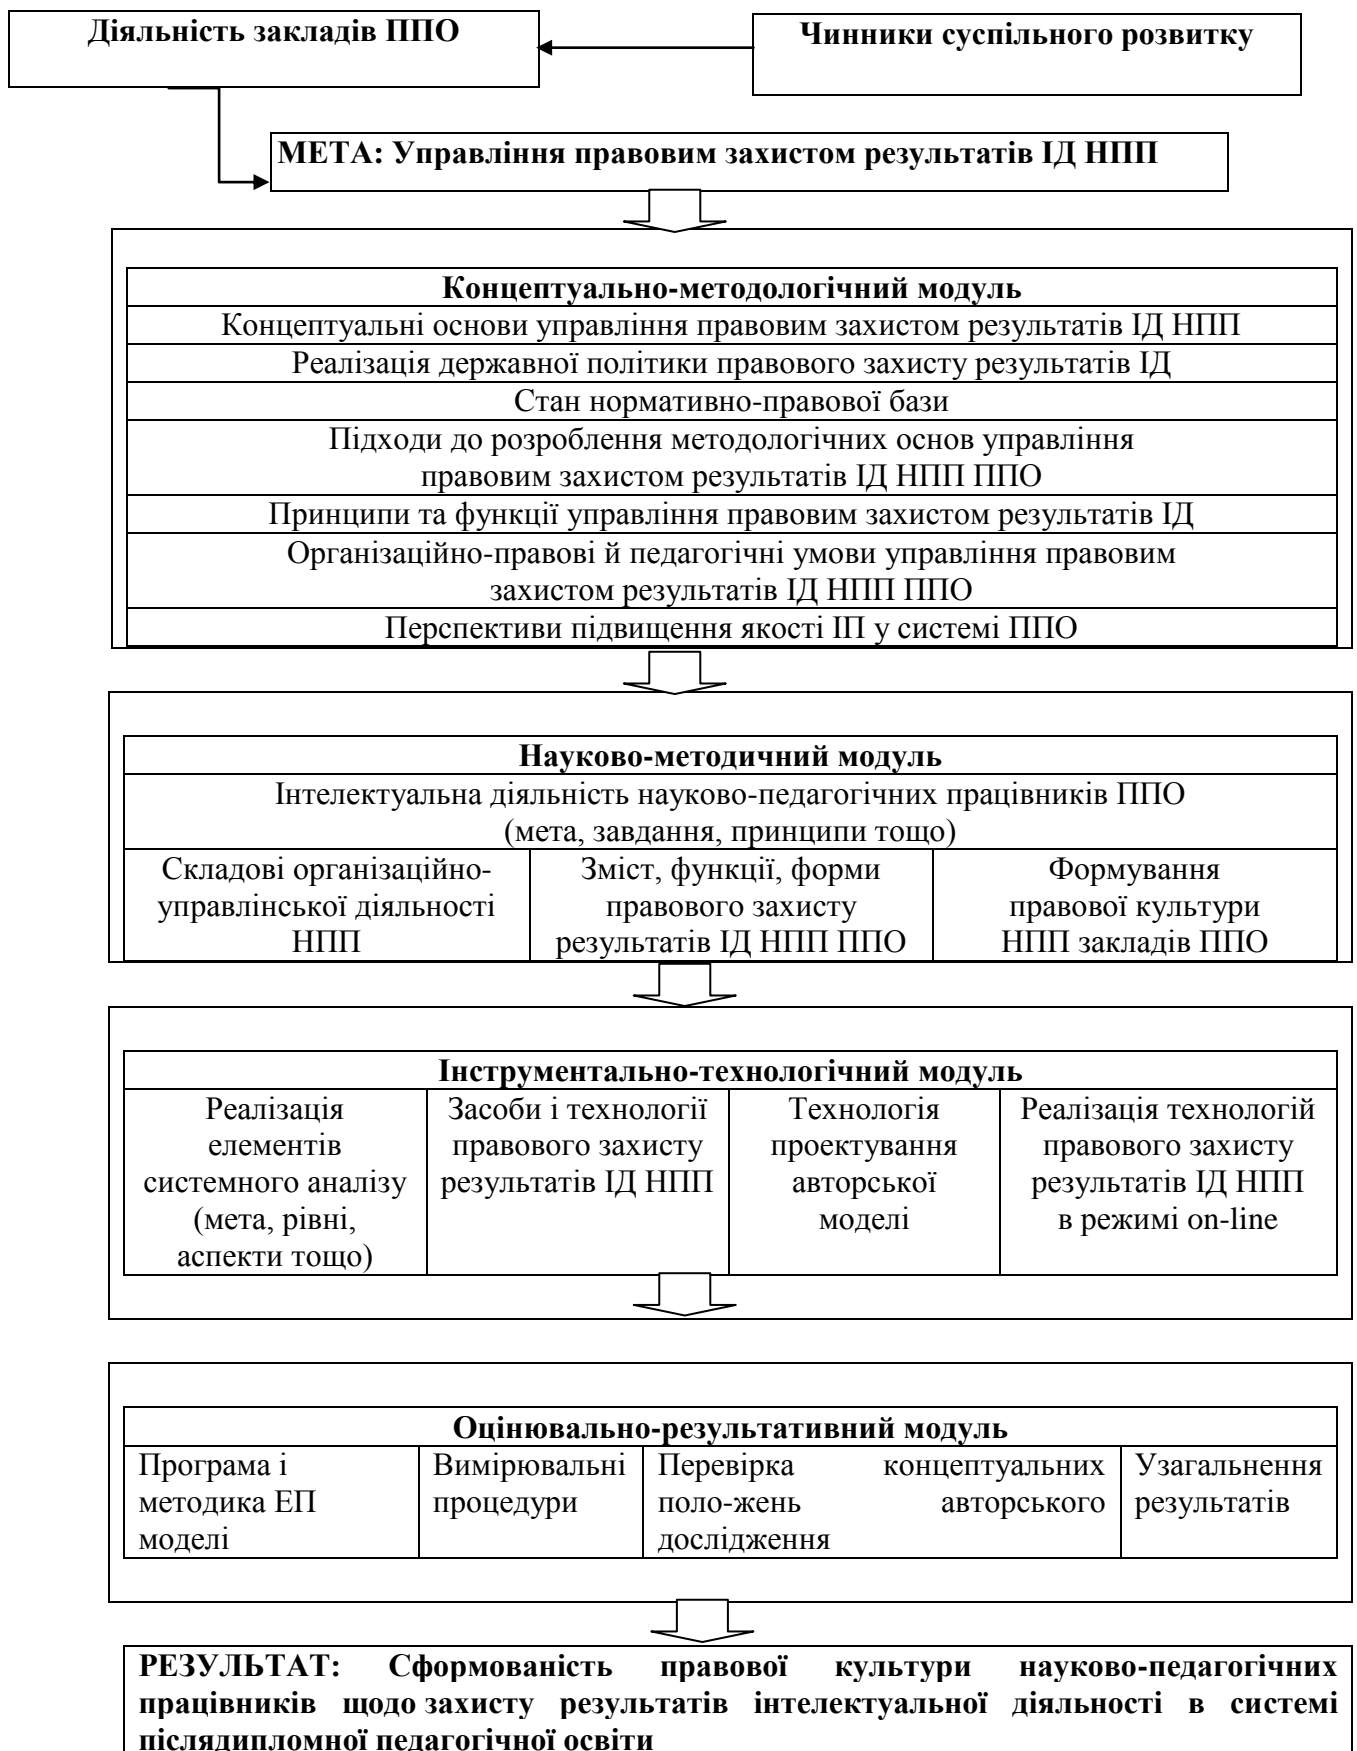 Діяльність закладів ППО
Чинники суспільного розвитку
МЕТА: Управління правовим захистом результатів ІД НПП
Концептуально-методологічний модуль
Концептуальні основи управління правовим захистом результатів ІД НПП
Реалізація державної політики правового захисту результатів ІД
Стан нормативно-правової бази
Підходи до розроблення методологічних основ управління
правовим захистом результатів ІД НПП ППО
Принципи та функції управління правовим захистом результатів ІД
Організаційно-правові й педагогічні умови управління правовим
захистом результатів ІД НПП ППО
Перспективи підвищення якості ІП у системі ППО
Науково-методичний модуль
Інтелектуальна діяльність науково-педагогічних працівників ППО
(мета, завдання, принципи тощо)
Складові організаційно-
управлінської діяльності
НПП
Зміст, функції, форми
правового захисту
результатів ІД НПП ППО
Формування
правової культури
НПП закладів ППО
Інструментально-технологічний модуль
Реалізація
елементів
системного аналізу
(мета, рівні,
аспекти тощо)
Засоби і технології
правового захисту
результатів ІД НПП
Технологія
проектування
авторської
моделі
Реалізація технологій
правового захисту
результатів ІД НПП
в режимі on-line
Оцінювально-результативний модуль
Програма і
методика ЕП
моделі
Вимірювальні
процедури
Перевірка концептуальних
поло-жень авторського
дослідження
Узагальнення
результатів
РЕЗУЛЬТАТ: Сформованість правової культури науково-педагогічних
працівників щодо захисту результатів інтелектуальної діяльності в системі
післядипломної педагогічної освіти